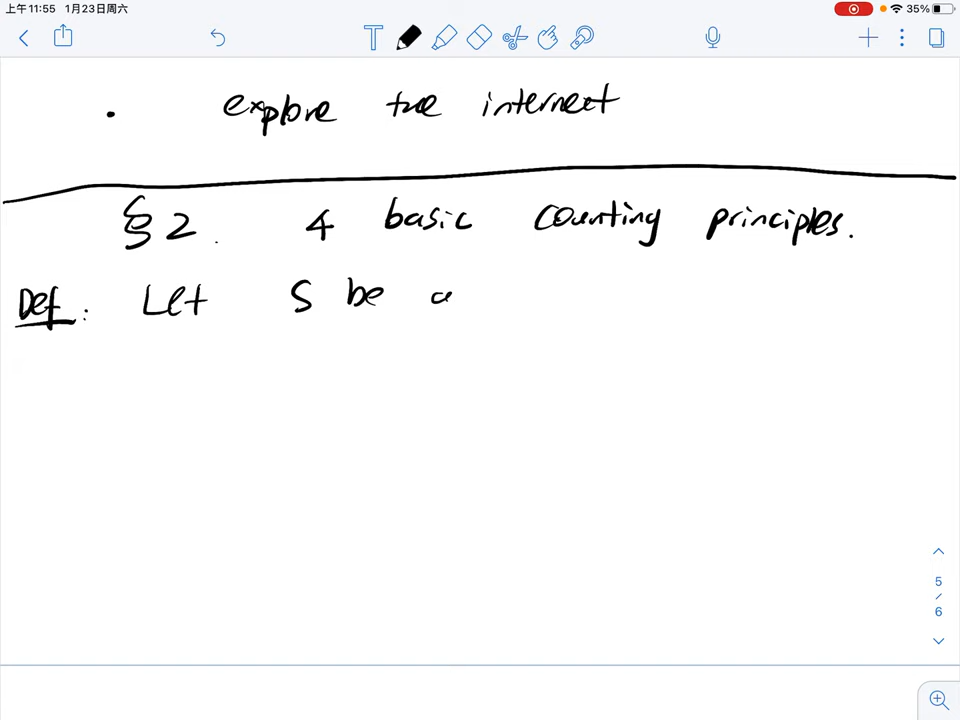 上午11:55 1月23日周六 35%
T
· explore the internet
§2. 4 basic counting principles.
Def: Let S be a
5
/
6